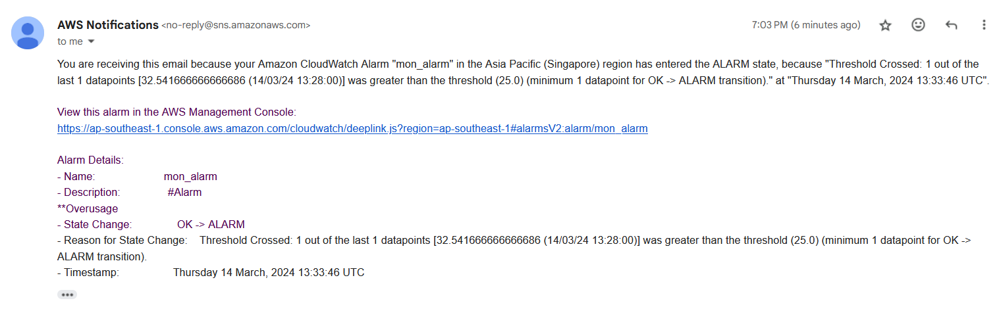 AWS Notifications <no-reply@sns.amazonaws.com> 7:03 PM (6 minutes ago)
to me
You are receiving this email because your Amazon CloudWatch Alarm "mon_alarm" in the Asia Pacific (Singapore) region has entered the ALARM state, because "Threshold Crossed: 1 out of the
last 1 datapoints [32.541666666666686 (14/03/24 13:28:00)] was greater than the threshold (25.0) (minimum 1 datapoint for OK -> ALARM transition)." at "Thursday 14 March, 2024 13:33:46 UTC".
View this alarm in the AWS Management Console:
https://ap-southeast-1.console.aws.amazon.com/cloudwatch/deeplink.js?region=ap-southeast-1#alarmsV2:alarm/mon_alarm
Alarm Details:
- Name: mon_alarm
- Description: #Alarm
**Overusage
- State Change: OK -> ALARM
- Reason for State Change: Threshold Crossed: 1 out of the last 1 datapoints [32.541666666666686 (14/03/24 13:28:00)] was greater than the threshold (25.0) (minimum 1 datapoint for OK ->
ALARM transition).
- Timestamp: Thursday 14 March, 2024 13:33:46 UTC